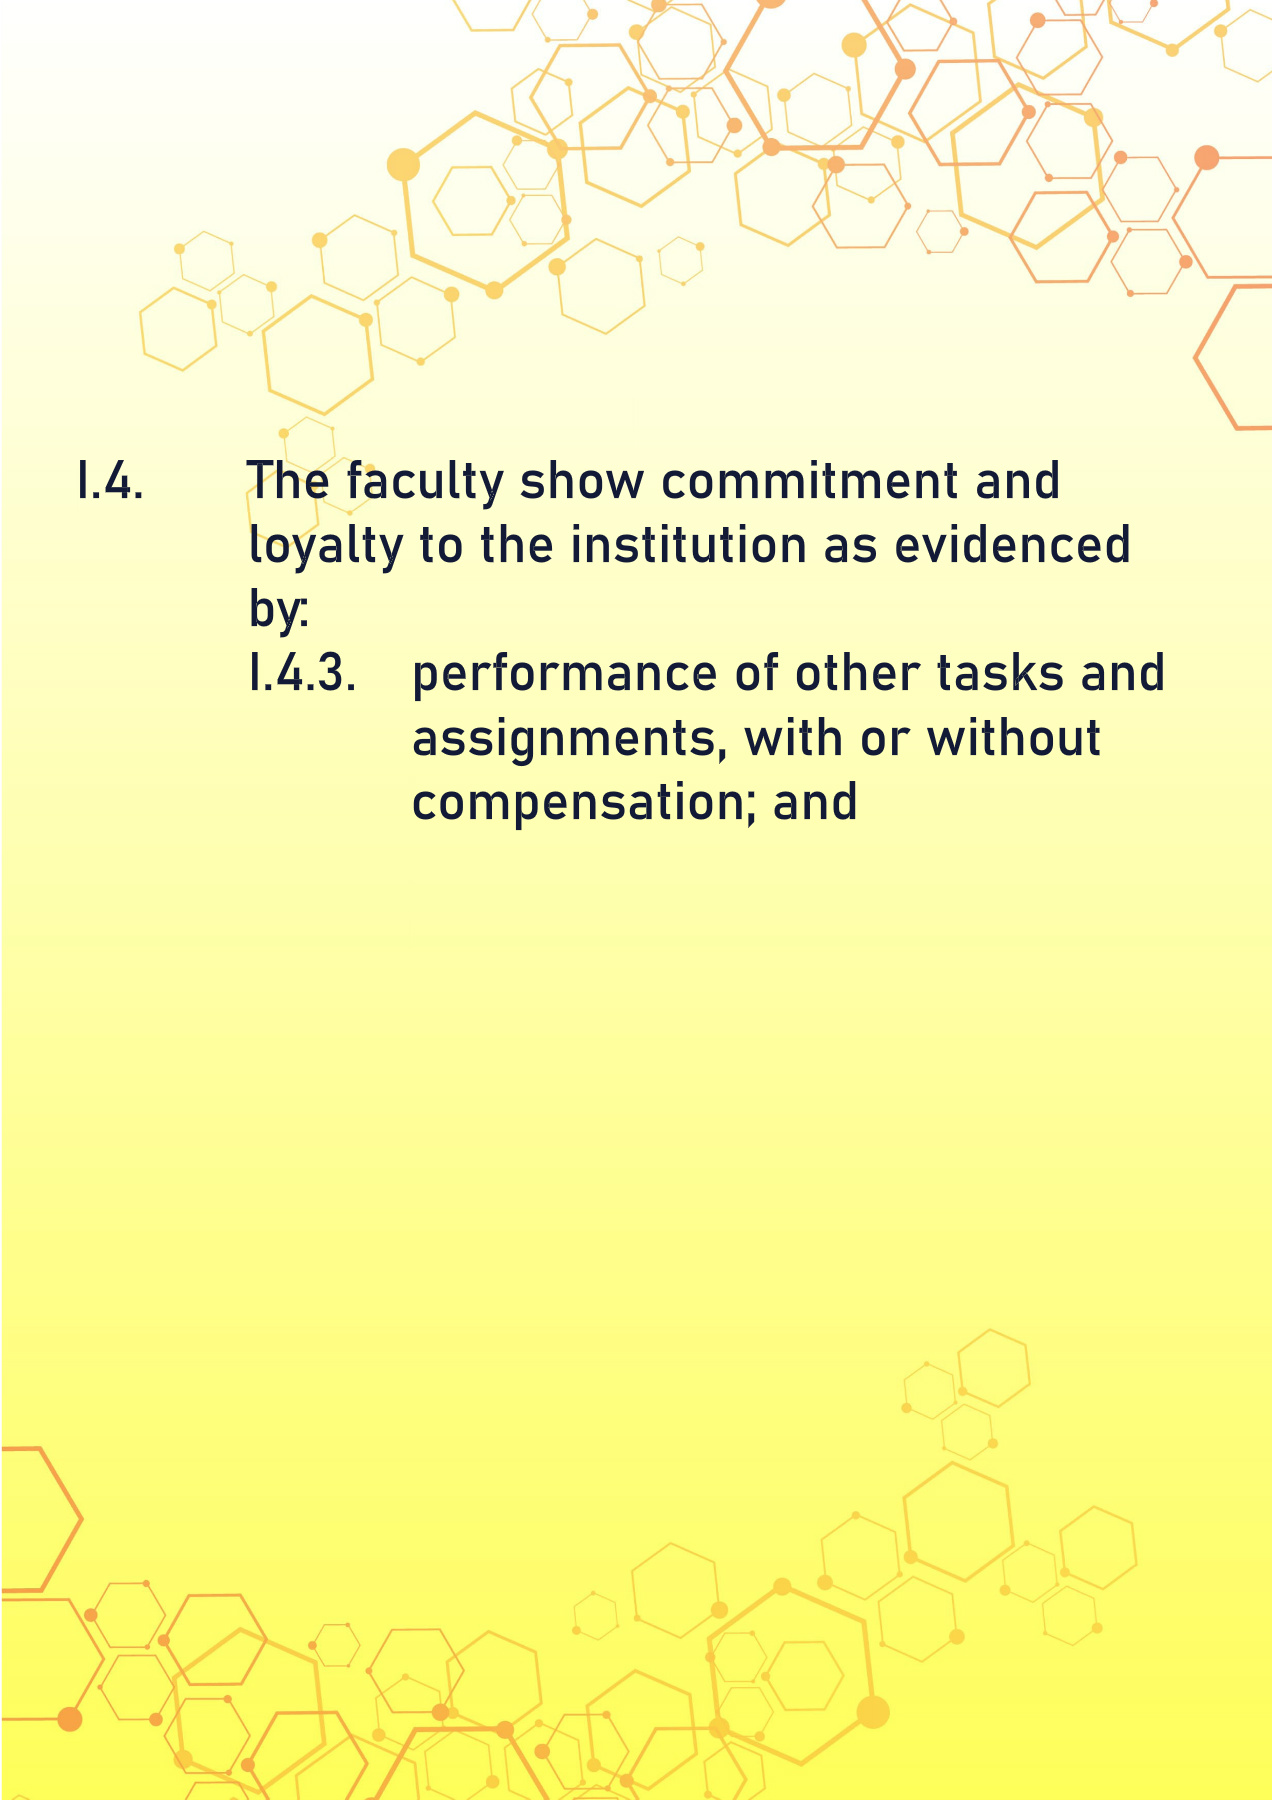 I.4. The faculty show commitment and
loyalty to the institution as evidenced
by:
I.4.3. performance of other tasks and
assignments, with or without
compensation; and